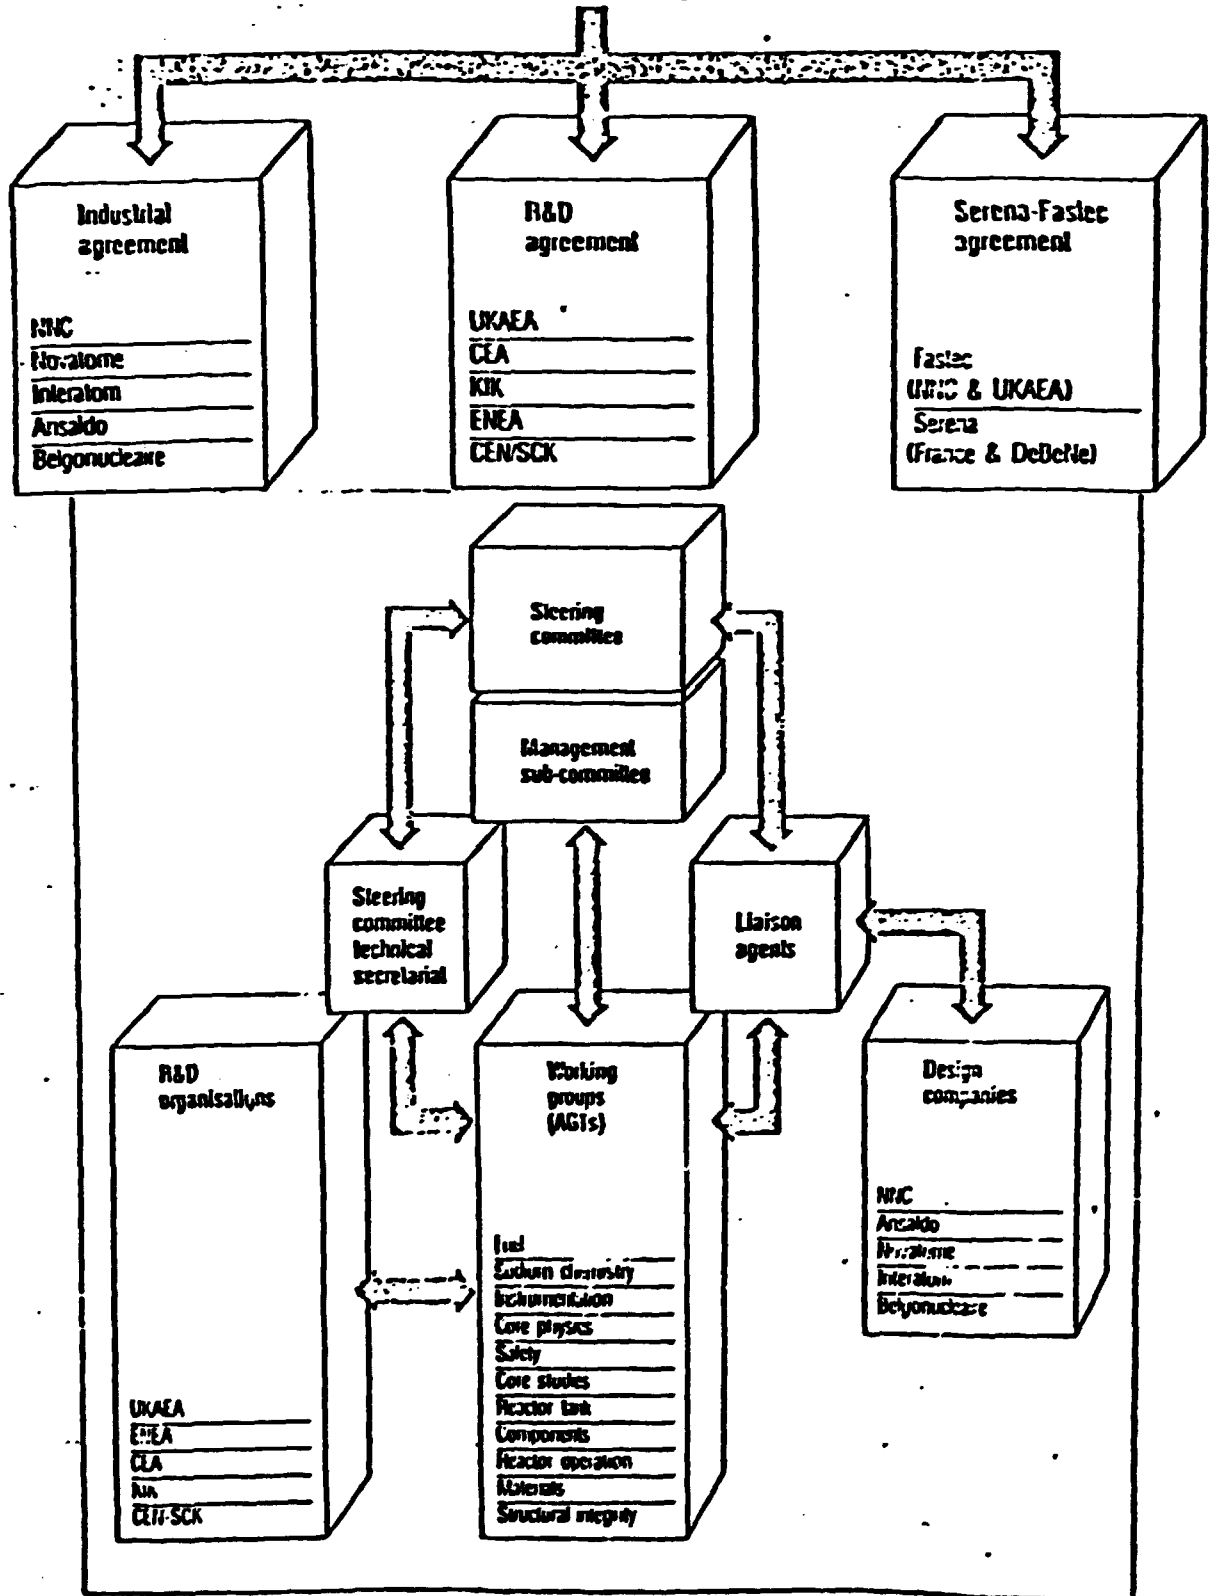 Industrial
agreement
NNC
Novatome
Interatom
Ansaldo
Belgonucleaire
R&D
agreement
UKAEA
CEA
KIK
ENEA
CEN/SCK
Serena-Fastec
agreement
Fastec
(NNC & UKAEA)
Serena
(France & DeBeNe)
Steering
committee
Management
sub-committee
Steering
committee
technical
secretariat
Liaison
agents
R&D
organisations
UKAEA
ENEA
CEA
CEN-SCK
Working
groups
(AGTs)
Fuel
Sodium chemistry
Instrumentation
Core physics
Safety
Core studies
Reactor tank
Components
Reactor operation
Materials
Structural integrity
Design
companies
NNC
Ansaldo
Novatome
Interatom
Belgonucleaire